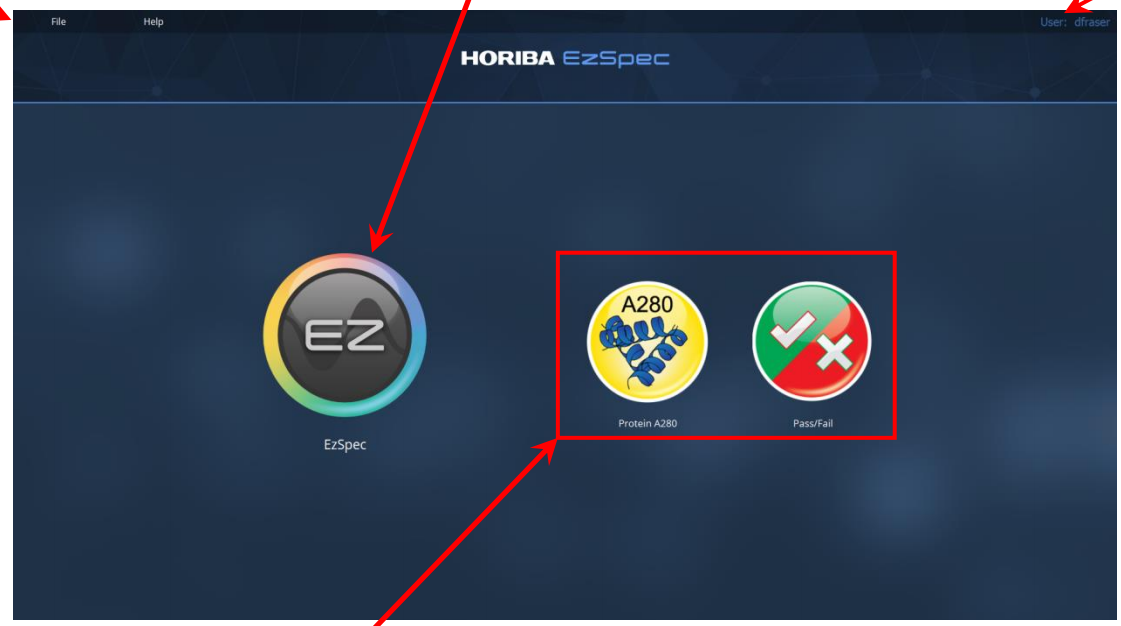 File Help User: dfraser
HORIBA EzSpec
EZ
A280
EzSpec
Protein A280 Pass/Fail